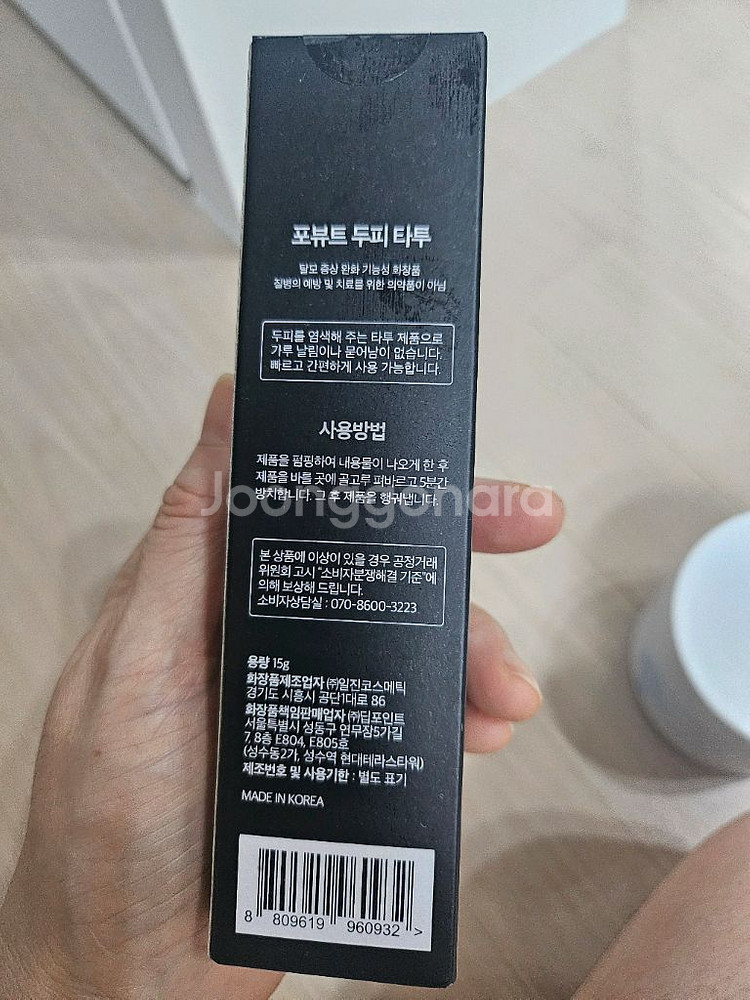 포뷰트 두피 타투
탈모 증상 완화 기능성 화장품
질병의 예방 및 치료를 위한 의약품이 아님
두피를 염색해 주는 타투 제품으로
가루 날림이나 묻어남이 없습니다.
빠르고 간편하게 사용 가능합니다.
사용방법
제품을 펌핑하여 내용물이 나오게 한 후
제품을 바를 곳에 골고루 펴바르고 5분간
방치합니다. 그 후 제품을 헹궈냅니다.
Joonggonara
본 상품에 이상이 있을 경우 공정거래
위원회 고시 "소비자분쟁해결 기준"에
의해 보상해 드립니다.
소비자상담실 : 070-8600-3223
용량 15g
화장품제조업자 ㈜일진코스메틱
경기도 시흥시 공단1대로 86
화장품책임판매업자 ㈜딥포인트
서울특별시 성동구 연무장5가길
7, 8층 E804, E805호
(성수동2가, 성수역 현대테라스타워)
제조번호 및 사용기한 : 별도 표기
MADE IN KOREA
8 809619 960932 >